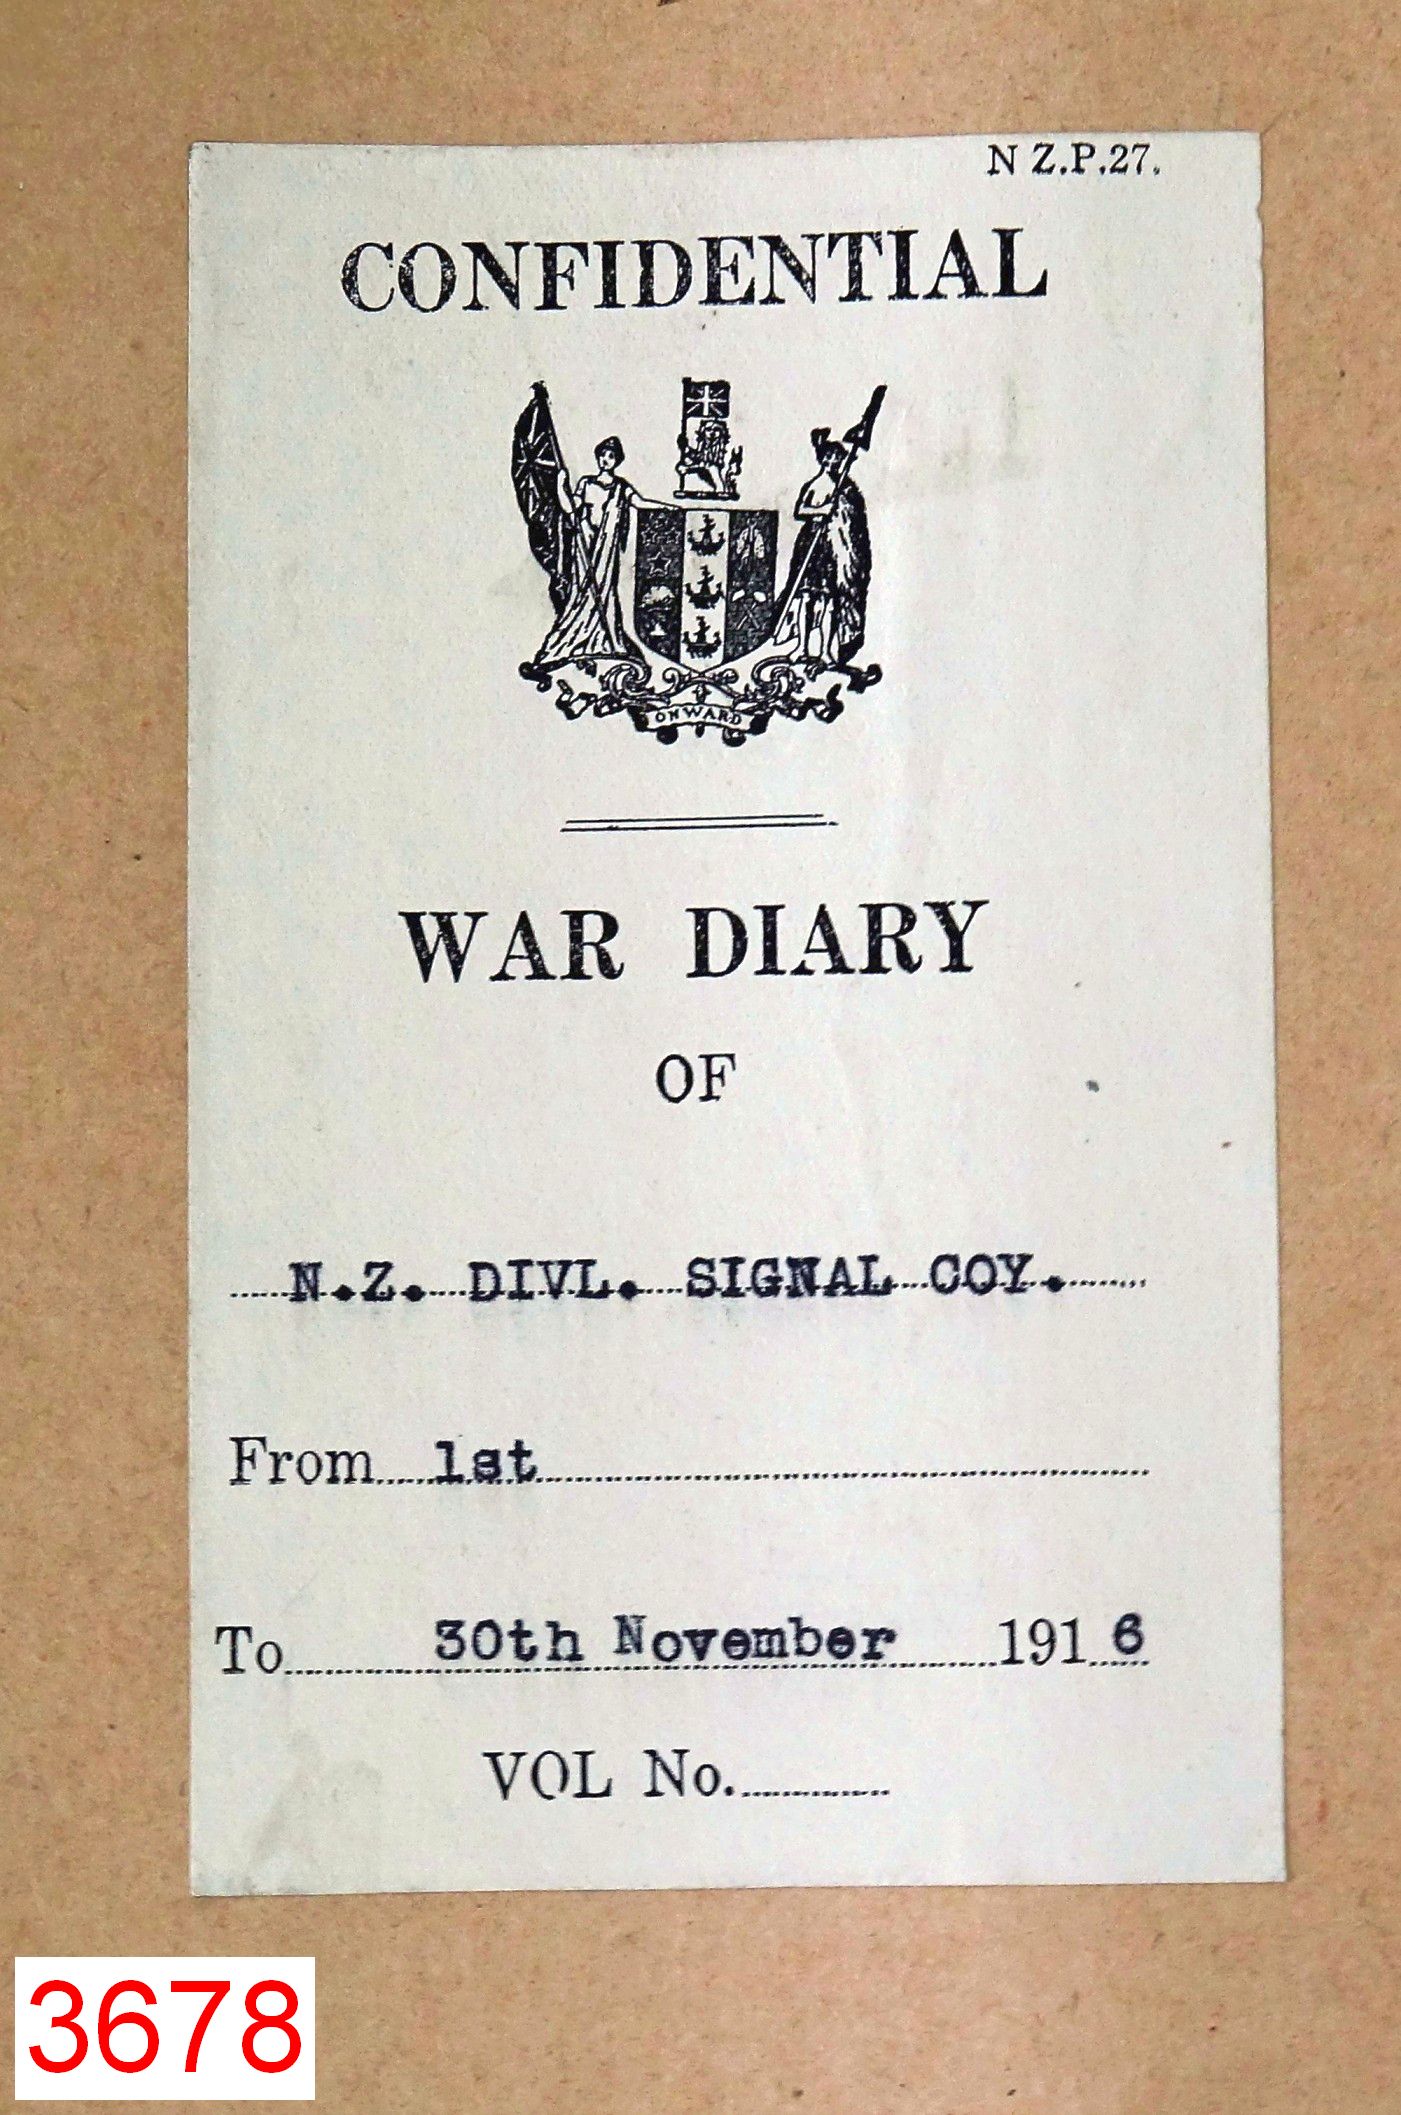 N Z.P.27.
CONFIDENTIAL
ONWARD
WAR DIARY
OF
N.Z. DIVL. SIGNAL COY.
From 1st
To 30th November 1916
VOL No.
3678